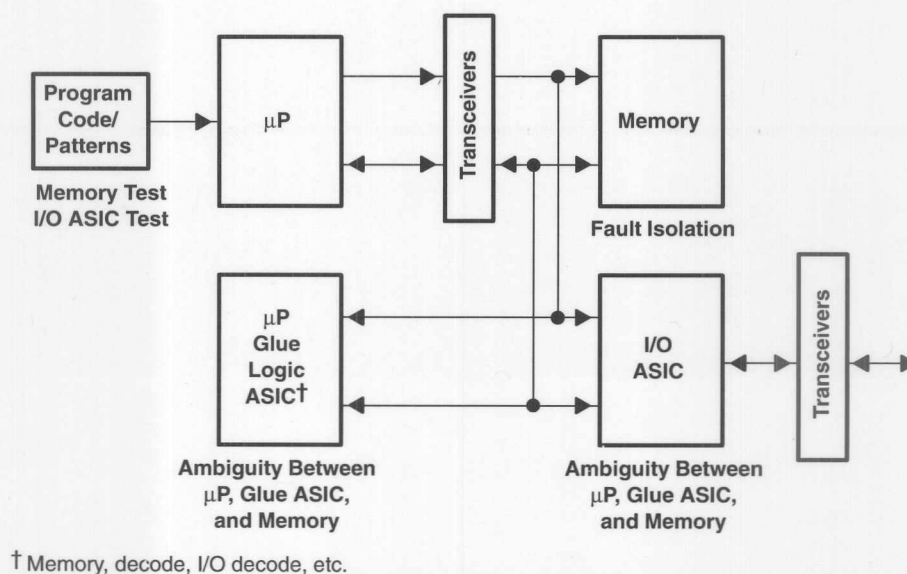 Program
Code/
Patterns
Memory Test
I/O ASIC Test
μP
Transceivers
Memory
Fault Isolation
μP
Glue
Logic
ASIC†
Ambiguity Between
μP, Glue ASIC,
and Memory
I/O
ASIC
Ambiguity Between
μP, Glue ASIC,
and Memory
Transceivers
† Memory, decode, I/O decode, etc.